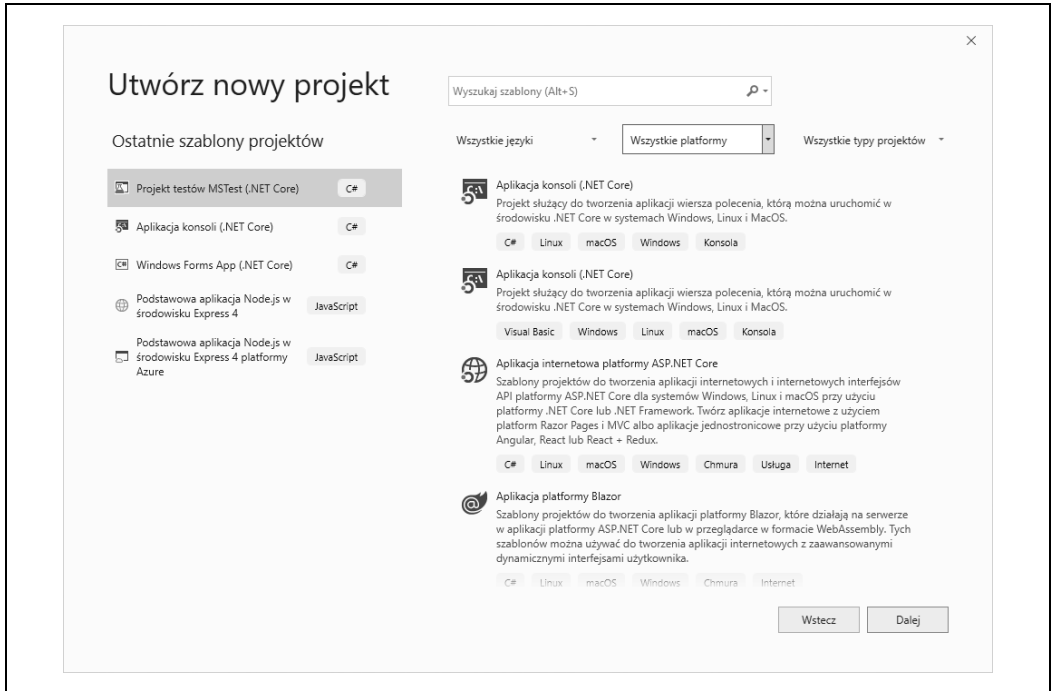 Utwórz nowy projekt
Wyszukaj szablony (Alt+S)
Ostatnie szablony projektów
Wszystkie języki
Wszystkie platformy
Wszystkie typy projektów
Projekt testów MSTest (.NET Core) C#
Aplikacja konsoli (.NET Core) C#
Windows Forms App (.NET Core) C#
Podstawowa aplikacja Node.js w
środowisku Express 4
JavaScript
Podstawowa aplikacja Node.js w
środowisku Express 4 platformy
Azure
JavaScript
Aplikacja konsoli (.NET Core)
Projekt służący do tworzenia aplikacji wiersza polecenia, którą można uruchomić w
środowisku .NET Core w systemach Windows, Linux i MacOS.
C# Linux macOS Windows Konsola
Aplikacja konsoli (.NET Core)
Projekt służący do tworzenia aplikacji wiersza polecenia, którą można uruchomić w
środowisku .NET Core w systemach Windows, Linux i MacOS.
Visual Basic Windows Linux macOS Konsola
Aplikacja internetowa platformy ASP.NET Core
Szablony projektów do tworzenia aplikacji internetowych i internetowych interfejsów
API platformy ASP.NET Core dla systemów Windows, Linux i macOS przy użyciu
platformy .NET Core lub .NET Framework. Twórz aplikacje internetowe z użyciem
platform Razor Pages i MVC albo aplikacje jednostronicowe przy użyciu platformy
Angular, React lub React + Redux.
C# Linux macOS Windows Chmura Usługa Internet
Aplikacja platformy Blazor
Szablony projektów do tworzenia aplikacji platformy Blazor, które działają na serwerze
w aplikacji platformy ASP.NET Core lub w przeglądarce w formacie WebAssembly. Tych
szablonów można używać do tworzenia aplikacji internetowych z zaawansowanymi
dynamicznymi interfejsami użytkownika.
C# Linux macOS Windows Chmura Internet
Wstecz
Dalej